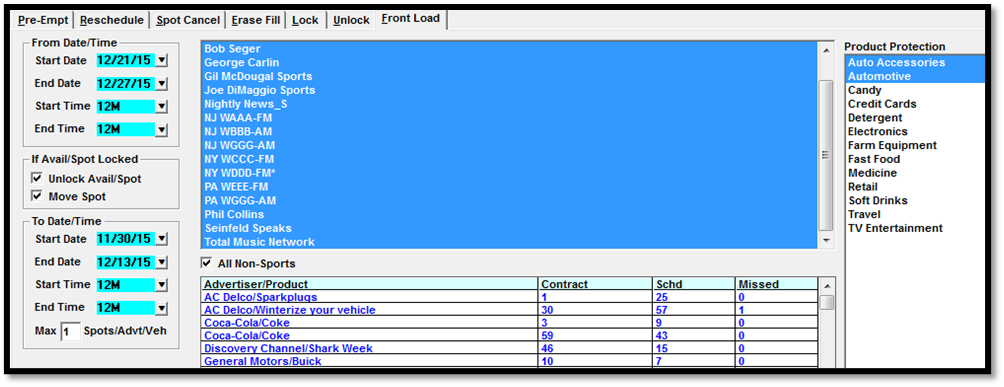 Pre-Empt Reschedule Spot Cancel Erase Fill Lock Unlock Front Load
From Date/Time
Start Date 12/21/15
End Date 12/27/15
Start Time 12M
End Time 12M
If Avail/Spot Locked
Unlock Avail/Spot
Move Spot
To Date/Time
Start Date 11/30/15
End Date 12/13/15
Start Time 12M
End Time 12M
Max 1 Spots/Advt/Veh
Bob Seger
George Carlin
Gil McDougal Sports
Joe DiMaggio Sports
Nightly News_S
NJ WAAA-FM
NJ WBBB-AM
NJ WGGG-AM
NY WCCC-FM
NY WDDD-FM*
PA WEEE-FM
PA WGGG-AM
Phil Collins
Seinfeld Speaks
Total Music Network
All Non-Sports
Advertiser/Product Contract Schd Missed
AC Delco/Sparkplugs 1 25 0
AC Delco/Winterize your vehicle 30 57 1
Coca-Cola/Coke 3 9 0
Coca-Cola/Coke 59 43 0
Discovery Channel/Shark Week 46 15 0
General Motors/Buick 10 7 0
Product Protection
Auto Accessories
Automotive
Candy
Credit Cards
Detergent
Electronics
Farm Equipment
Fast Food
Medicine
Retail
Soft Drinks
Travel
TV Entertainment